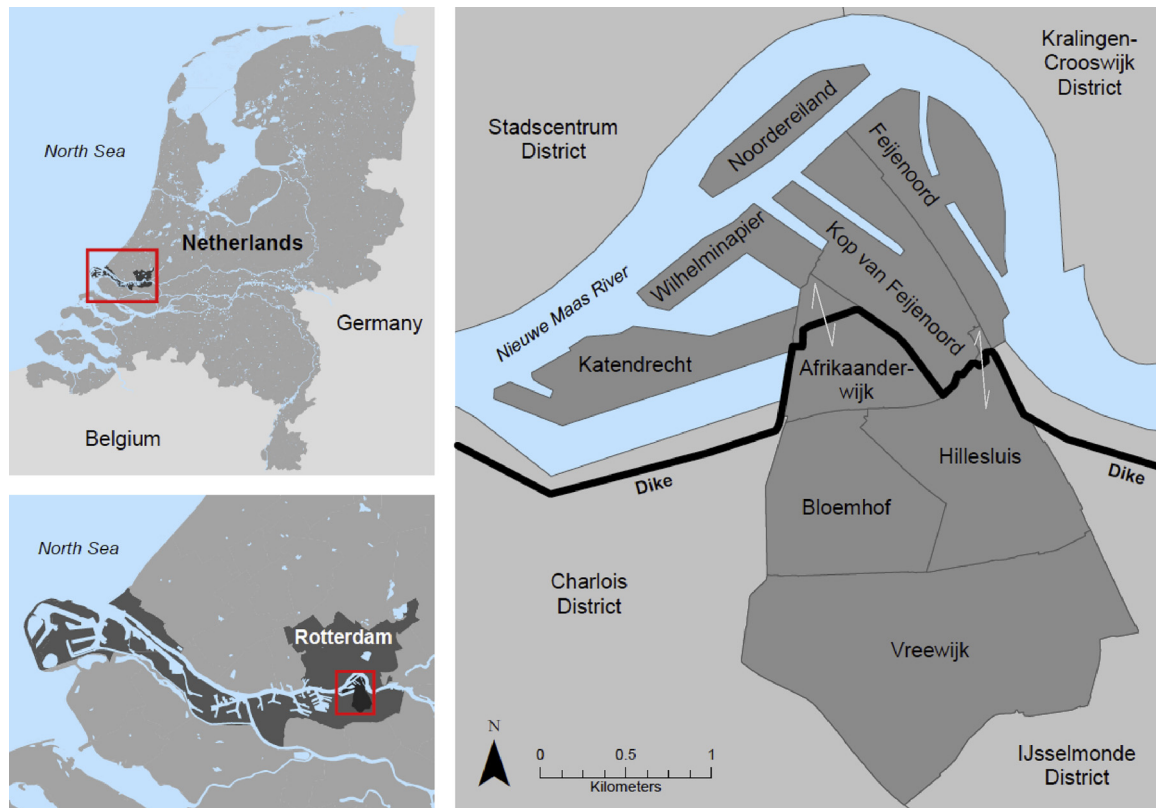 North Sea
Netherlands
Germany
Belgium
North Sea
Rotterdam
Kralingen-
Crooswijk
District
Stadscentrum
District
Noordereiland
Feijenoord
Wilhelminapier
Kop van Feijenoord
Nieuwe Maas River
Katendrecht
Afrikaander-
wijk
Hillesluis
Dike
Dike
Bloemhof
Charlois
District
Vreewijk
N
0 0.5 1
Kilometers
IJsselmonde
District